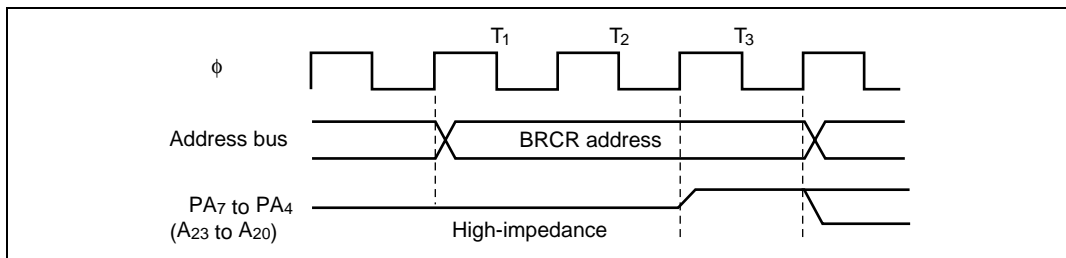 T1 T2 T3
φ
Address bus
BRCR address
PA7 to PA4
(A23 to A20)
High-impedance